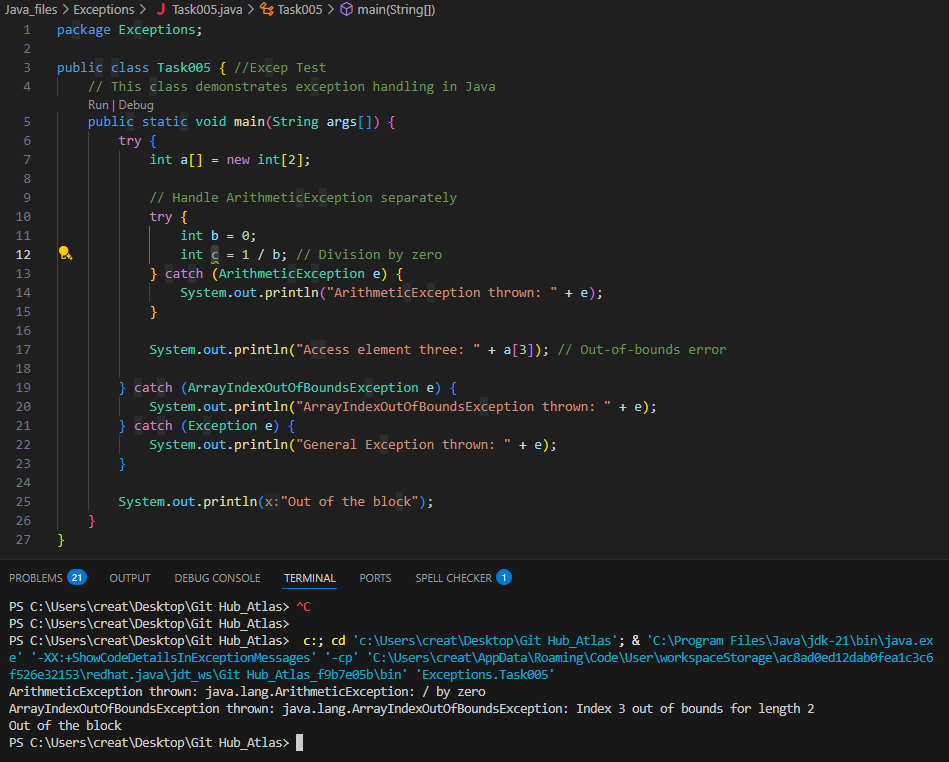 Java_files > Exceptions > J Task005.java > Task005 > main(String[])
1 package Exceptions;
2
3 public class Task005 { //Excep Test
4 // This class demonstrates exception handling in Java
Run | Debug
5 public static void main(String args[]) {
6 try {
7 int a[] = new int[2];
8
9 // Handle ArithmeticException separately
10 try {
11 int b = 0;
12 int c = 1 / b; // Division by zero
13 } catch (ArithmeticException e) {
14 System.out.println("ArithmeticException thrown: " + e);
15 }
16
17 System.out.println("Access element three: " + a[3]); // Out-of-bounds error
18
19 } catch (ArrayIndexOutOfBoundsException e) {
20 System.out.println("ArrayIndexOutOfBoundsException thrown: " + e);
21 } catch (Exception e) {
22 System.out.println("General Exception thrown: " + e);
23 }
24
25 System.out.println(x:"Out of the block");
26 }
27 }
PROBLEMS 21 OUTPUT DEBUG CONSOLE TERMINAL PORTS SPELL CHECKER 1
PS C:\Users\creat\Desktop\Git Hub_Atlas> ^C
PS C:\Users\creat\Desktop\Git Hub_Atlas>
PS C:\Users\creat\Desktop\Git Hub_Atlas>  c:; cd 'c:\Users\creat\Desktop\Git Hub_Atlas'; & 'C:\Program Files\Java\jdk-21\bin\java.ex
e' '-XX:+ShowCodeDetailsInExceptionMessages' '-cp' 'C:\Users\creat\AppData\Roaming\Code\User\workspaceStorage\ac8ad0ed12dab0fea1c3c6
f526e32153\redhat.java\jdt_ws\Git Hub_Atlas_f9b7e05b\bin' 'Exceptions.Task005'
ArithmeticException thrown: java.lang.ArithmeticException: / by zero
ArrayIndexOutOfBoundsException thrown: java.lang.ArrayIndexOutOfBoundsException: Index 3 out of bounds for length 2
Out of the block
PS C:\Users\creat\Desktop\Git Hub_Atlas>